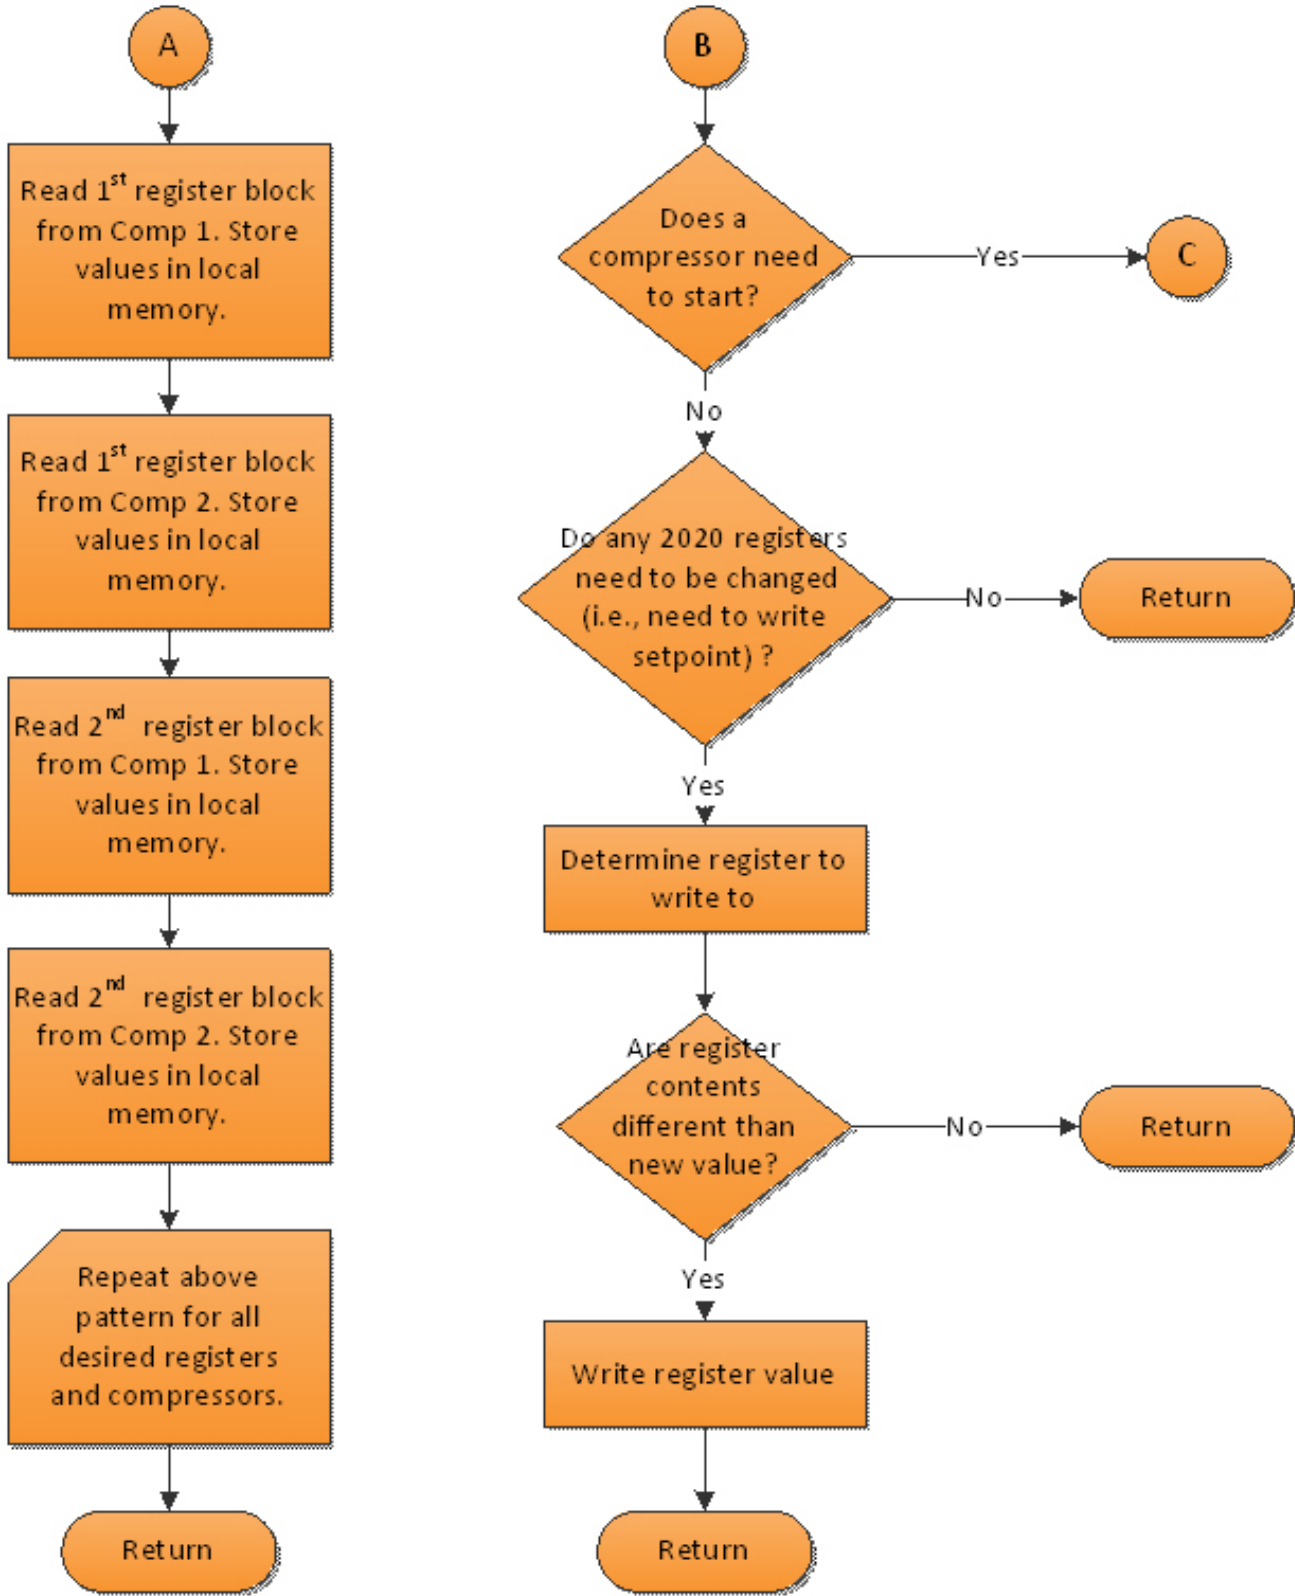 A
Read 1st register block
from Comp 1. Store
values in local
memory.
Read 1st register block
from Comp 2. Store
values in local
memory.
Read 2nd register block
from Comp 1. Store
values in local
memory.
Read 2nd register block
from Comp 2. Store
values in local
memory.
Repeat above
pattern for all
desired registers
and compressors.
Return
B
Does a
compressor need
to start?
Yes
C
No
Do any 2020 registers
need to be changed
(i.e., need to write
setpoint) ?
No
Return
Yes
Determine register to
write to
Are register
contents
different than
new value?
No
Return
Yes
Write register value
Return